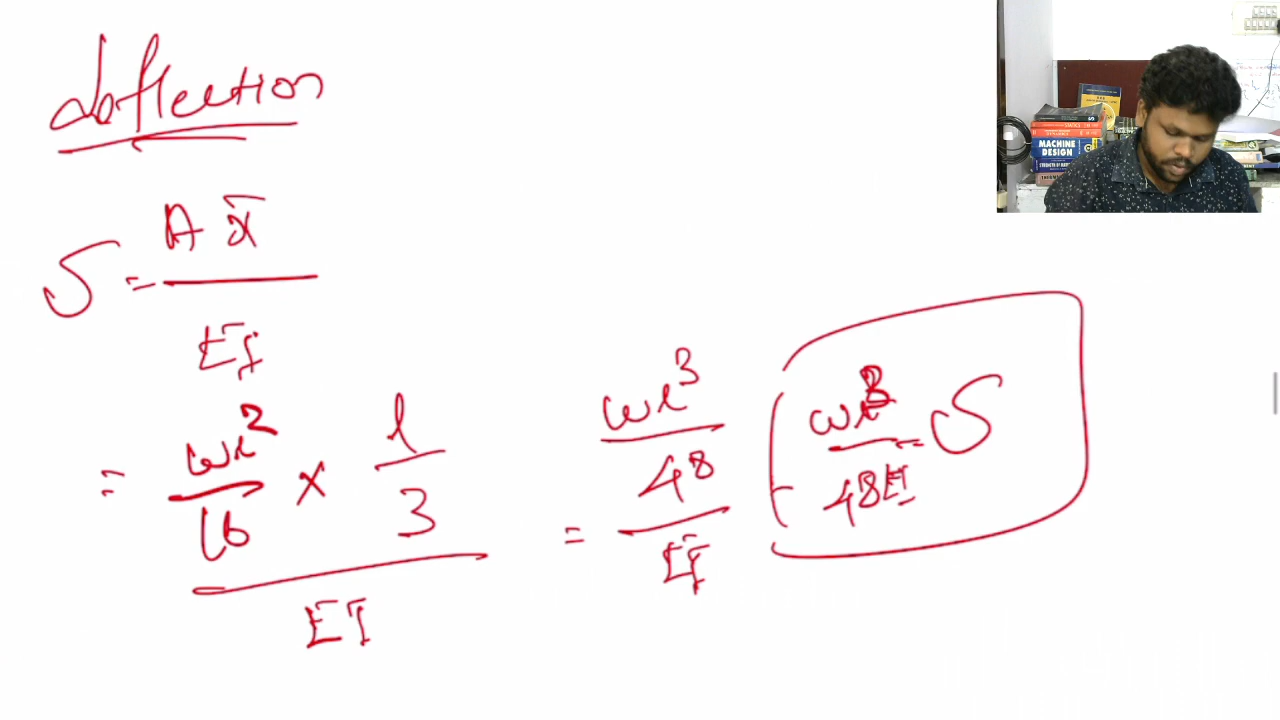 deflection
δ = A x̄ / EI
= (wl² / 16 × l / 3) / EI = (wl³ / 48) / EI = wl³ / 48EI = δ
MACHINE DESIGN